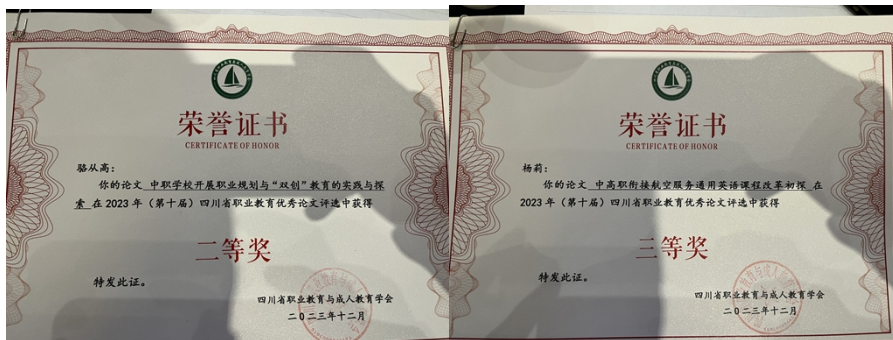 荣誉证书
CERTIFICATE OF HONOR
骆从高：
你的论文 中职学校开展职业规划与“双创”教育的实践与探
索 在 2023 年（第十届）四川省职业教育优秀论文评选中获得
二等奖
特发此证。
四川省职业教育与成人教育学会
二0二三年十二月
荣誉证书
CERTIFICATE OF HONOR
杨莉：
你的论文 中高职衔接航空服务通用英语课程改革初探 在
2023 年（第十届）四川省职业教育优秀论文评选中获得
三等奖
特发此证。
四川省职业教育与成人教育学会
二0二三年十二月